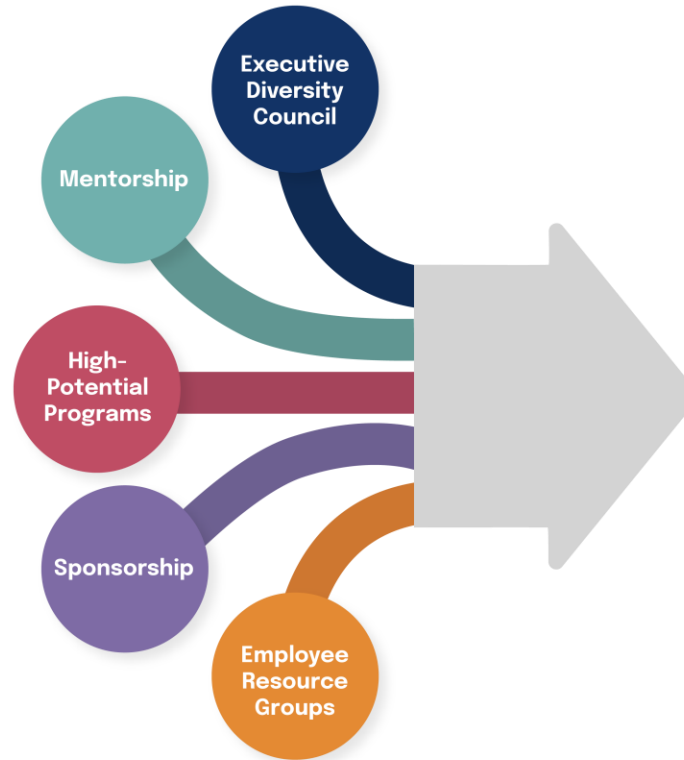 Executive
Diversity
Council
Mentorship
High-
Potential
Programs
Sponsorship
Employee
Resource
Groups